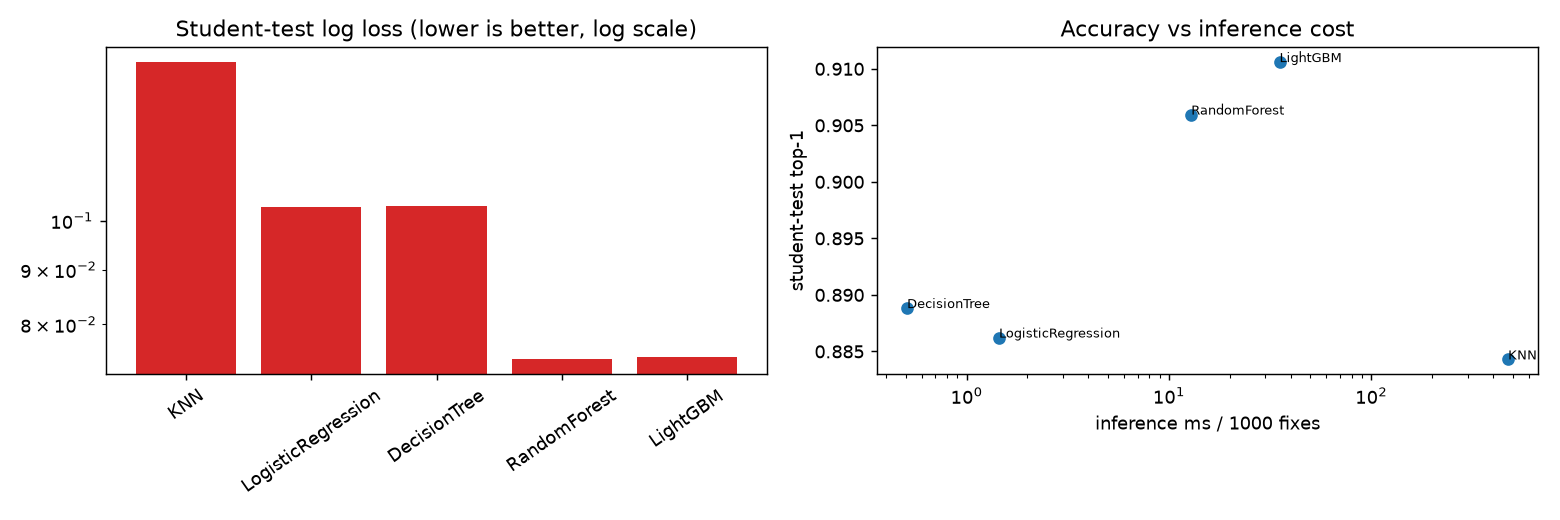 Student-test log loss (lower is better, log scale)
10⁻¹
9 × 10⁻²
8 × 10⁻²
KNN
LogisticRegression
DecisionTree
RandomForest
LightGBM
Accuracy vs inference cost
student-test top-1
0.910
0.905
0.900
0.895
0.890
0.885
LightGBM
RandomForest
DecisionTree
LogisticRegression
KNN
10⁰
10¹
10²
inference ms / 1000 fixes